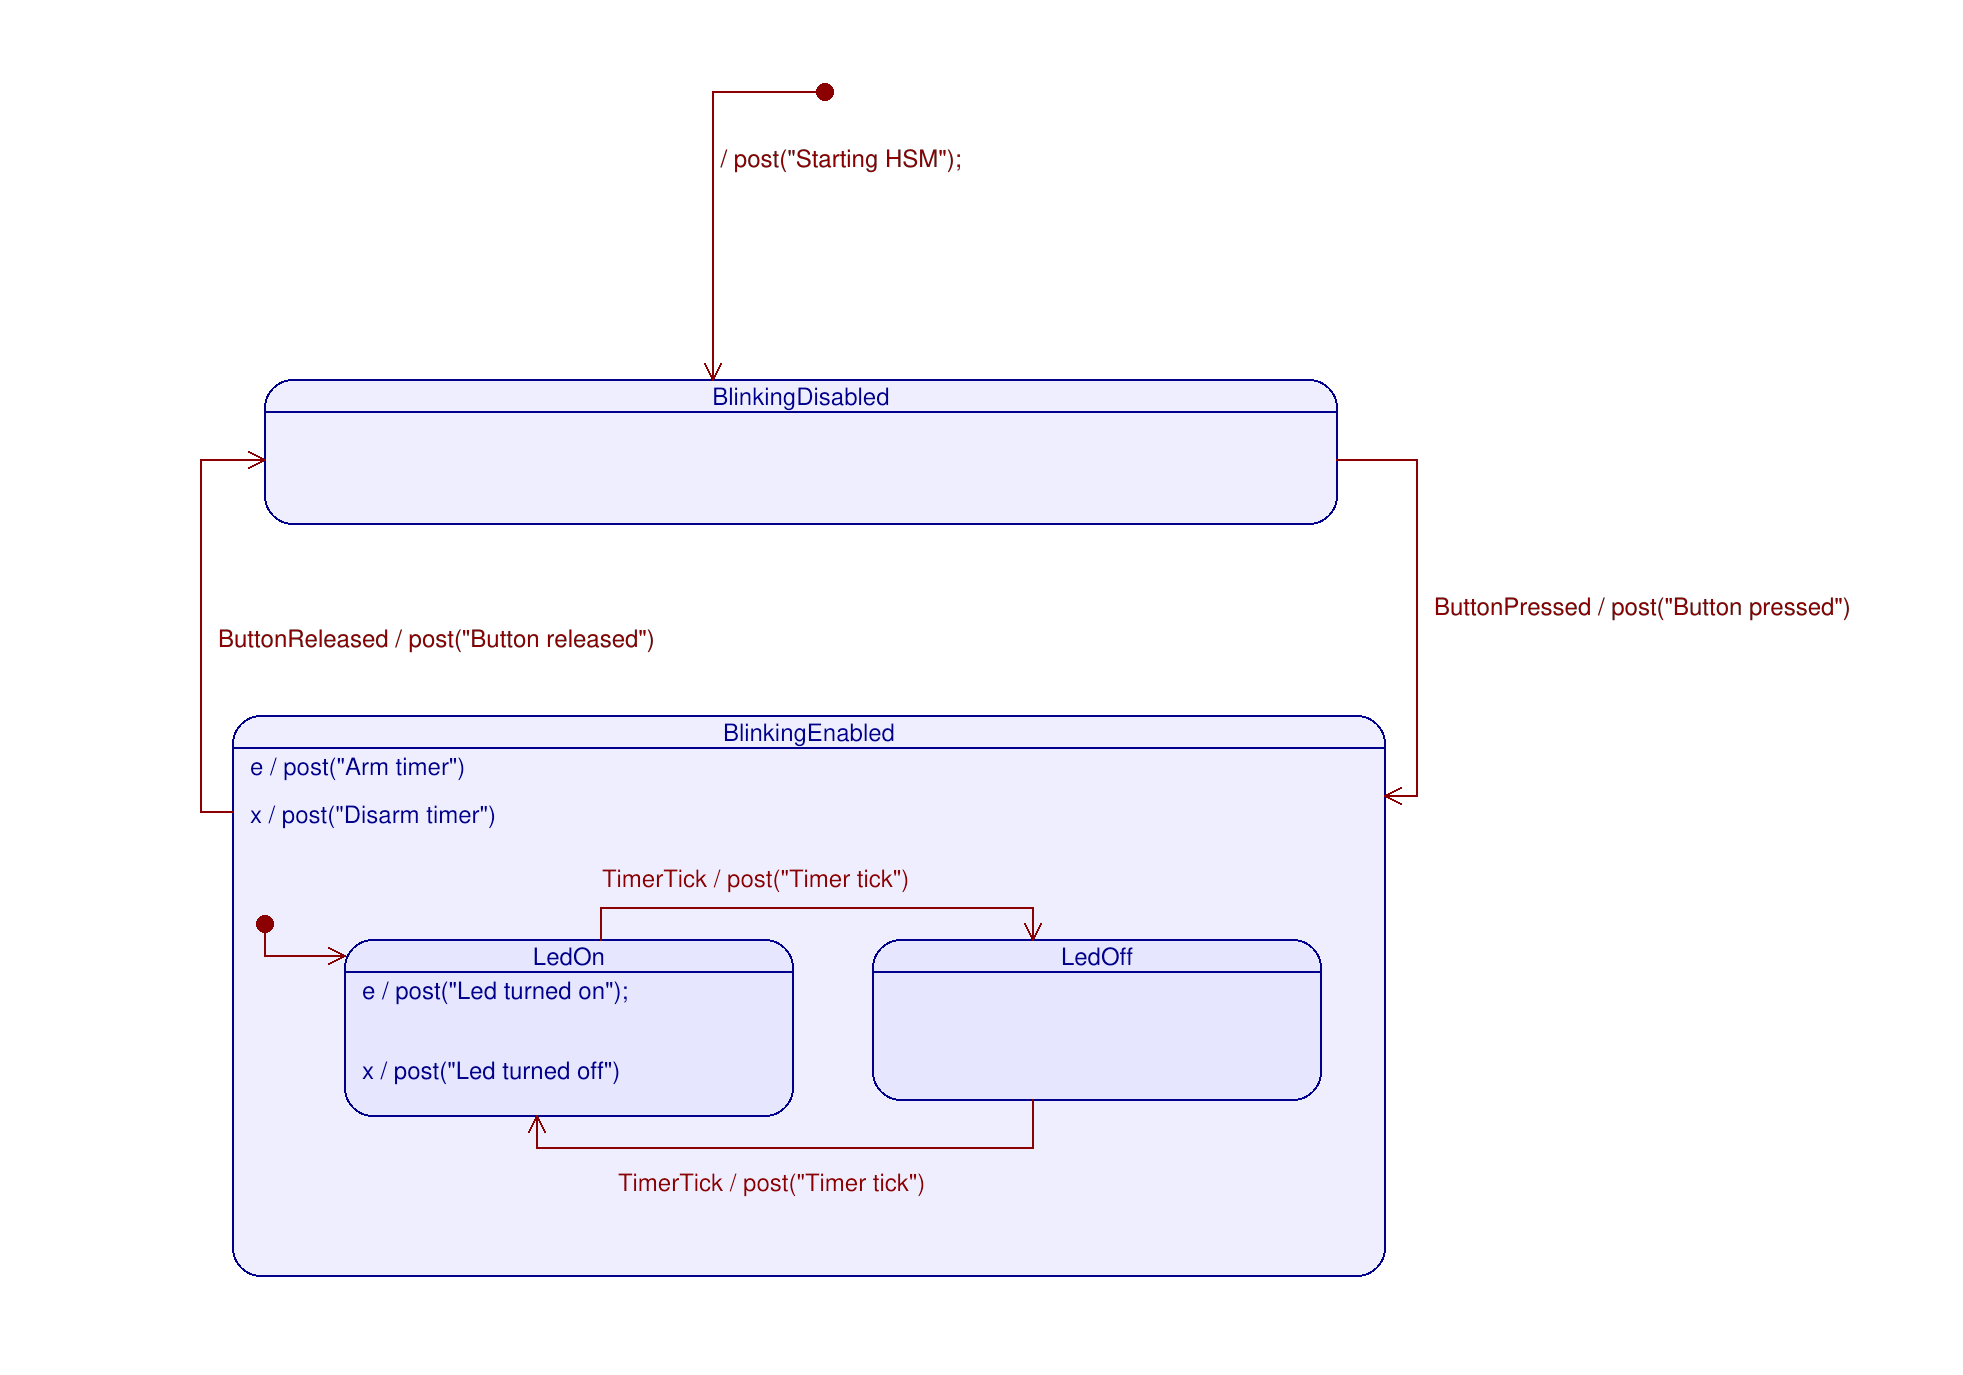 / post("Starting HSM");
BlinkingDisabled
ButtonPressed / post("Button pressed")
ButtonReleased / post("Button released")
BlinkingEnabled
e / post("Arm timer")
x / post("Disarm timer")
TimerTick / post("Timer tick")
LedOn
LedOff
e / post("Led turned on");
x / post("Led turned off")
TimerTick / post("Timer tick")